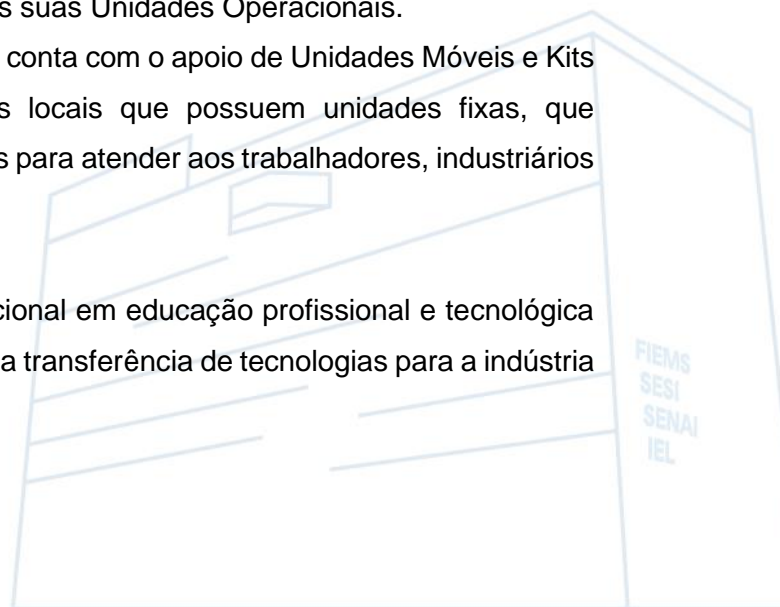 s suas Unidades Operacionais.
conta com o apoio de Unidades Móveis e Kits
s locais que possuem unidades fixas, que
s para atender aos trabalhadores, industriários
cional em educação profissional e tecnológica
a transferência de tecnologias para a indústria
FIEMS
SESI
SENAI
IEL